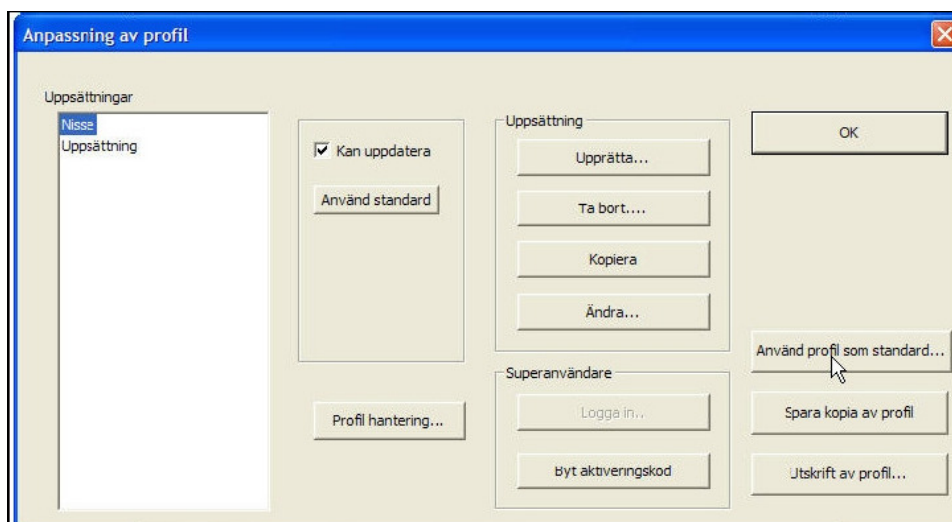 Anpassning av profil
Uppsättningar
Nisse
Uppsättning
Kan uppdatera
Använd standard
Profil hantering...
Uppsättning
Upprätta...
Ta bort....
Kopiera
Ändra...
Superanvändare
Logga in..
Byt aktiveringskod
OK
Använd profil som standard...
Spara kopia av profil
Utskrift av profil...